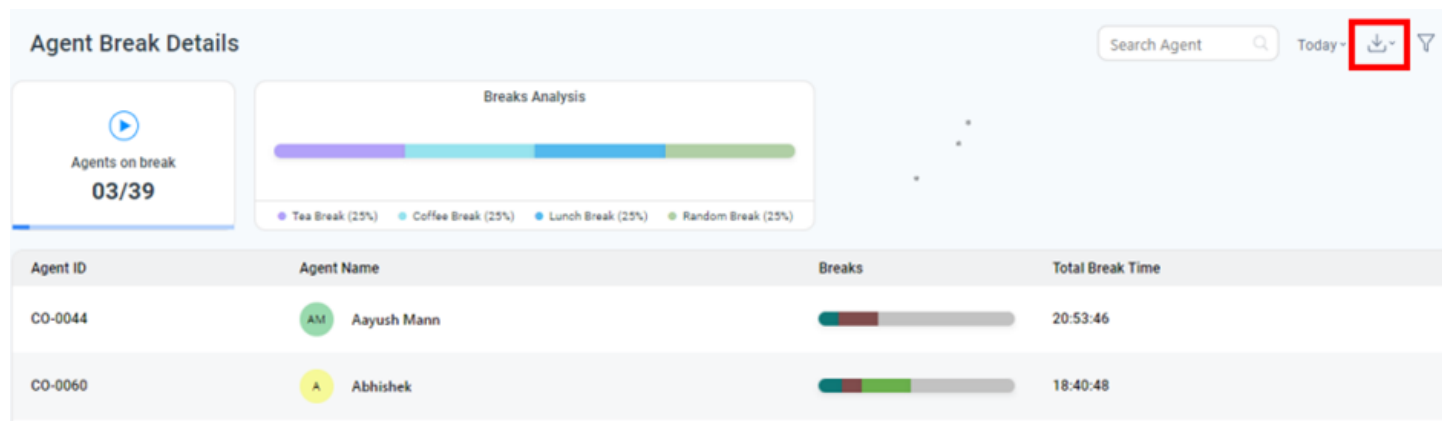 Agent Break Details
Search Agent
Today
Agents on break
03/39
Breaks Analysis
Tea Break (25%) Coffee Break (25%) Lunch Break (25%) Random Break (25%)
Agent ID Agent Name Breaks Total Break Time
CO-0044 AM Aayush Mann 20:53:46
CO-0060 A Abhishek 18:40:48